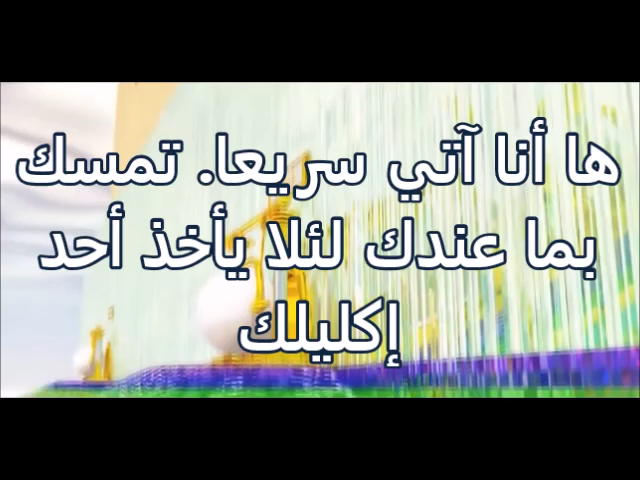 ها أنا آتي سريعا. تمسك
بما عندك لئلا يأخذ أحد
إكليلك